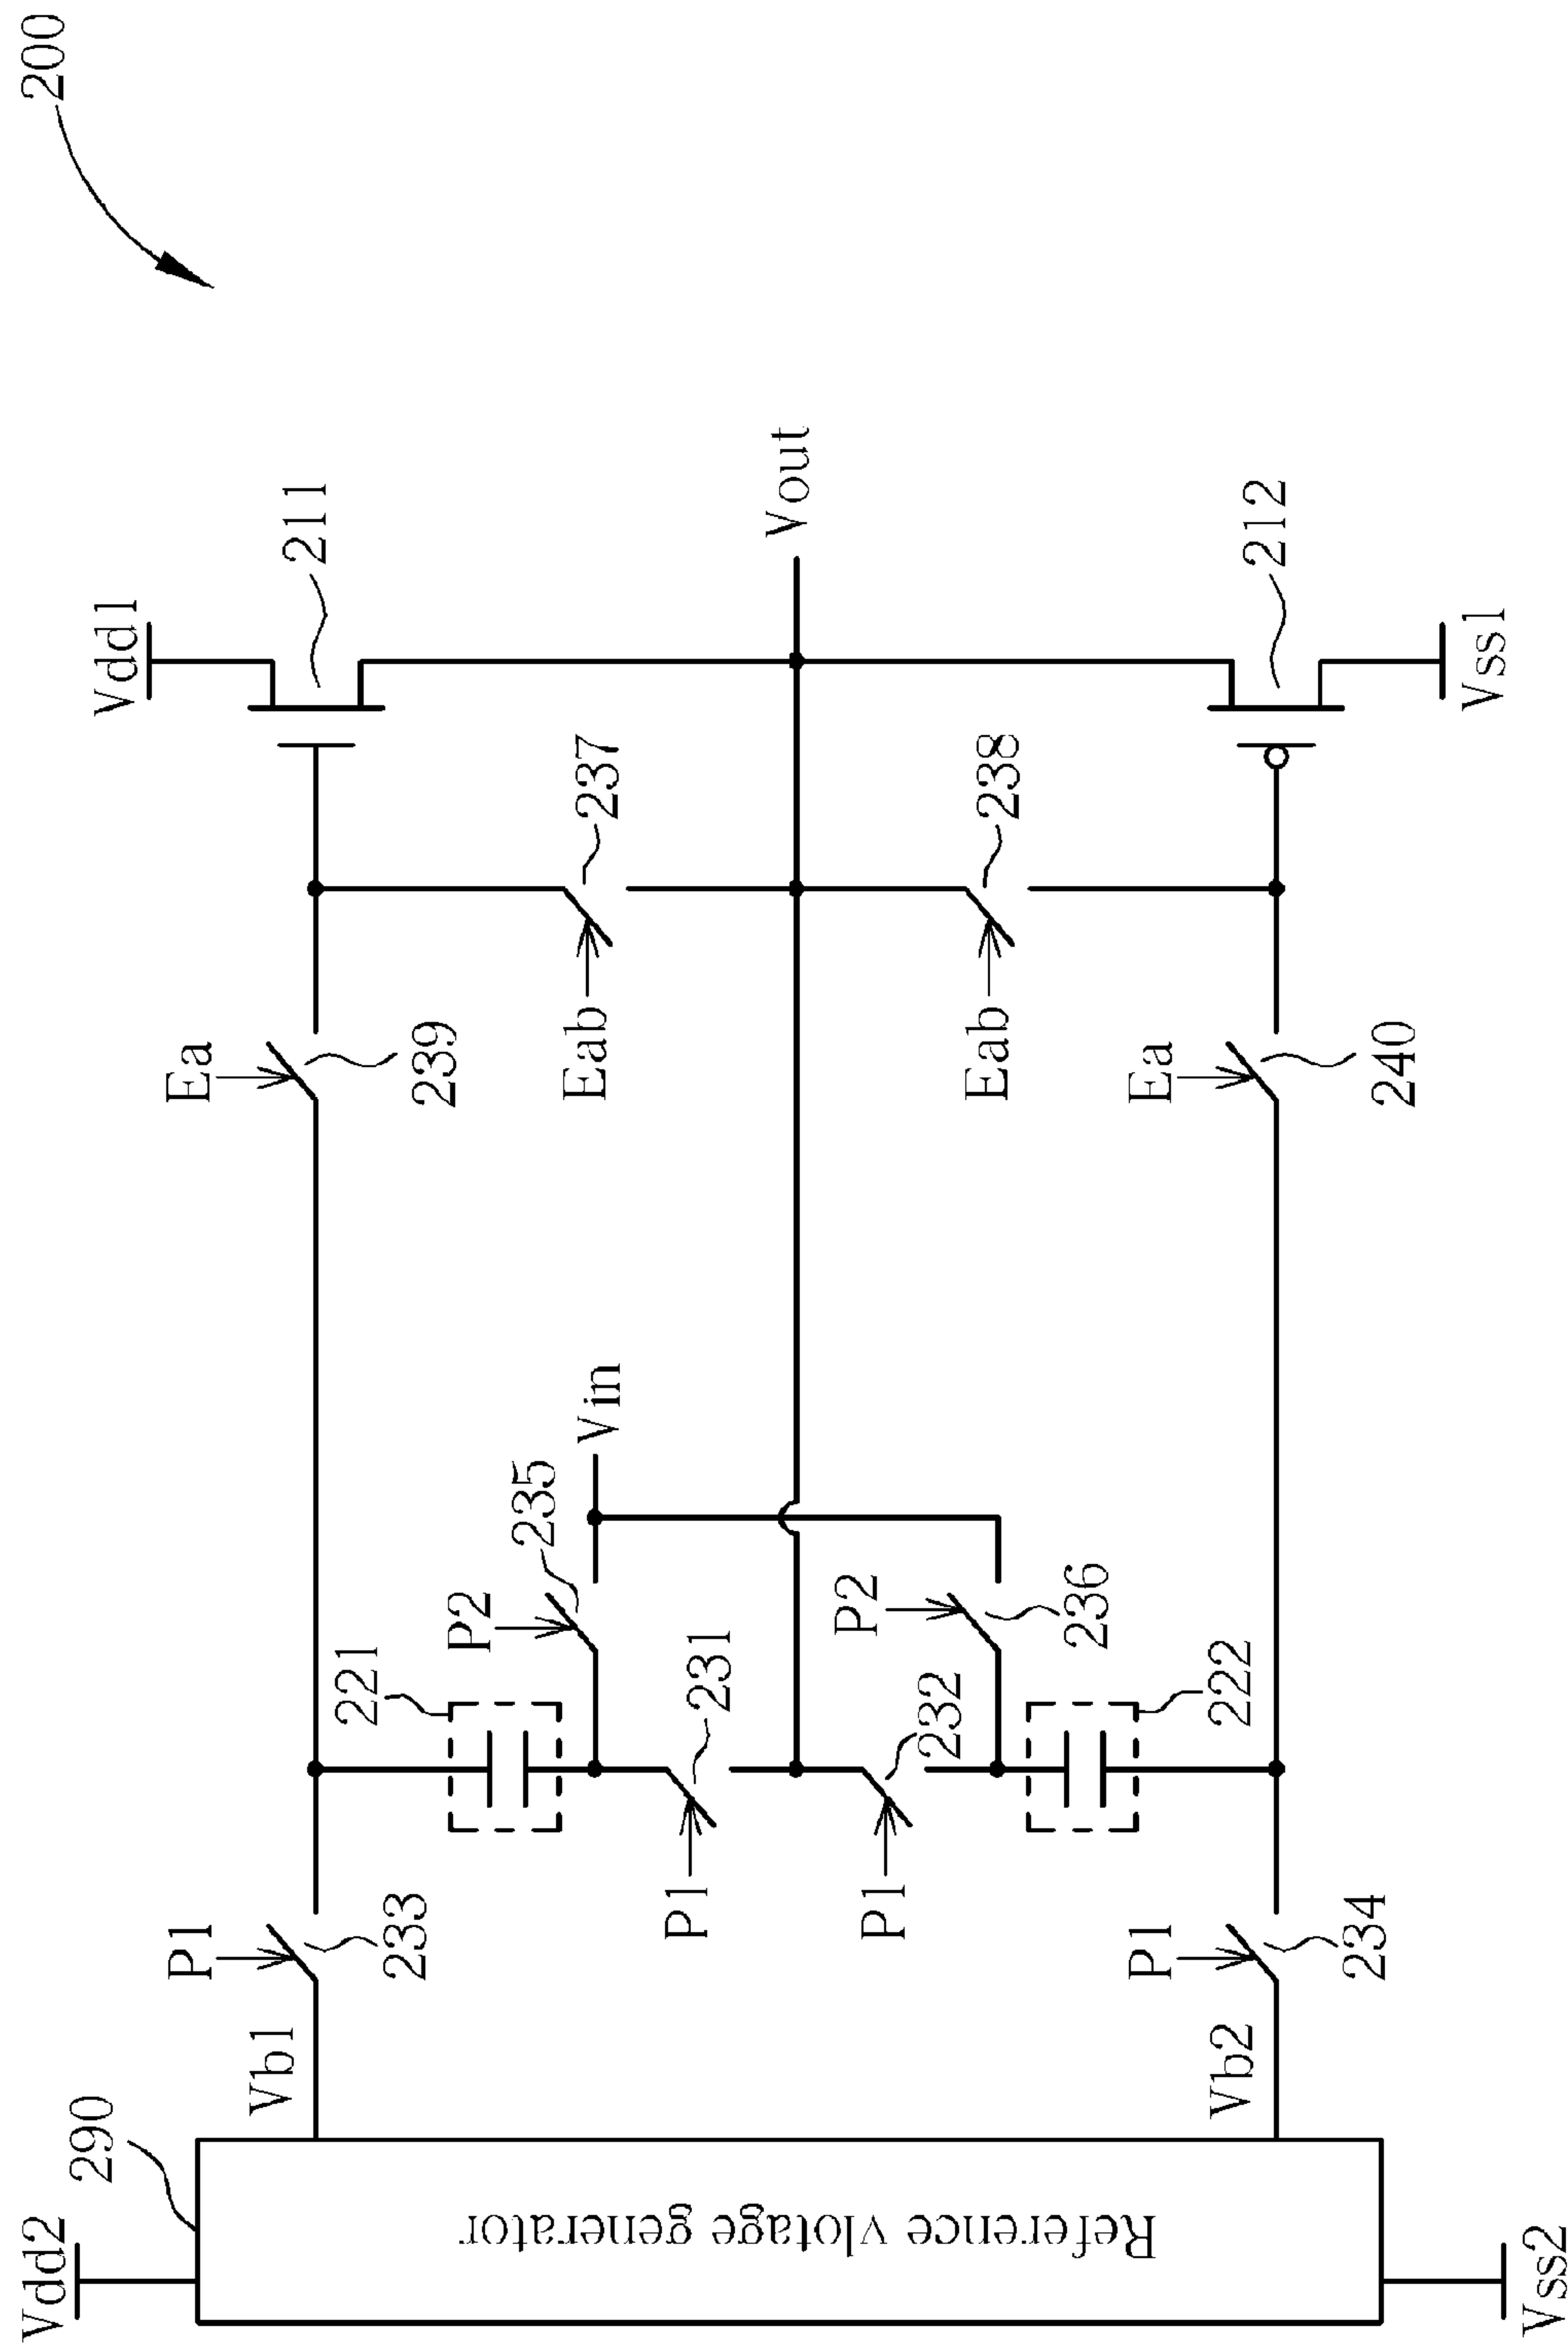 200
Vdd1
211
Vout
212
Vss1
237
238
Ea
239
Eab
Eab
Ea
240
Vin
235
P2
P2
236
221
231
232
222
P1
233
P1
P1
P1
234
Vb1
Vb2
290
Vdd2
Reference vlotage generator
Vss2